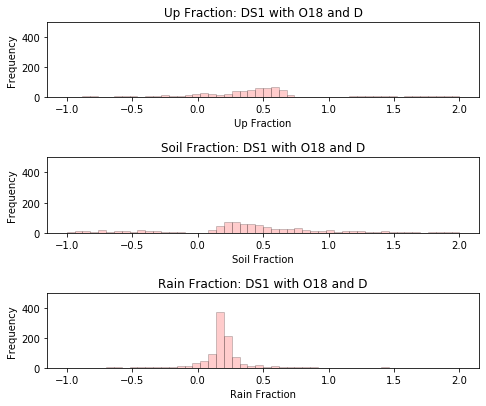 Up Fraction: DS1 with O18 and D
400
200
0
Frequency
−1.0 −0.5 0.0 0.5 1.0 1.5 2.0
Up Fraction
Soil Fraction: DS1 with O18 and D
400
200
0
Frequency
−1.0 −0.5 0.0 0.5 1.0 1.5 2.0
Soil Fraction
Rain Fraction: DS1 with O18 and D
400
200
0
Frequency
−1.0 −0.5 0.0 0.5 1.0 1.5 2.0
Rain Fraction